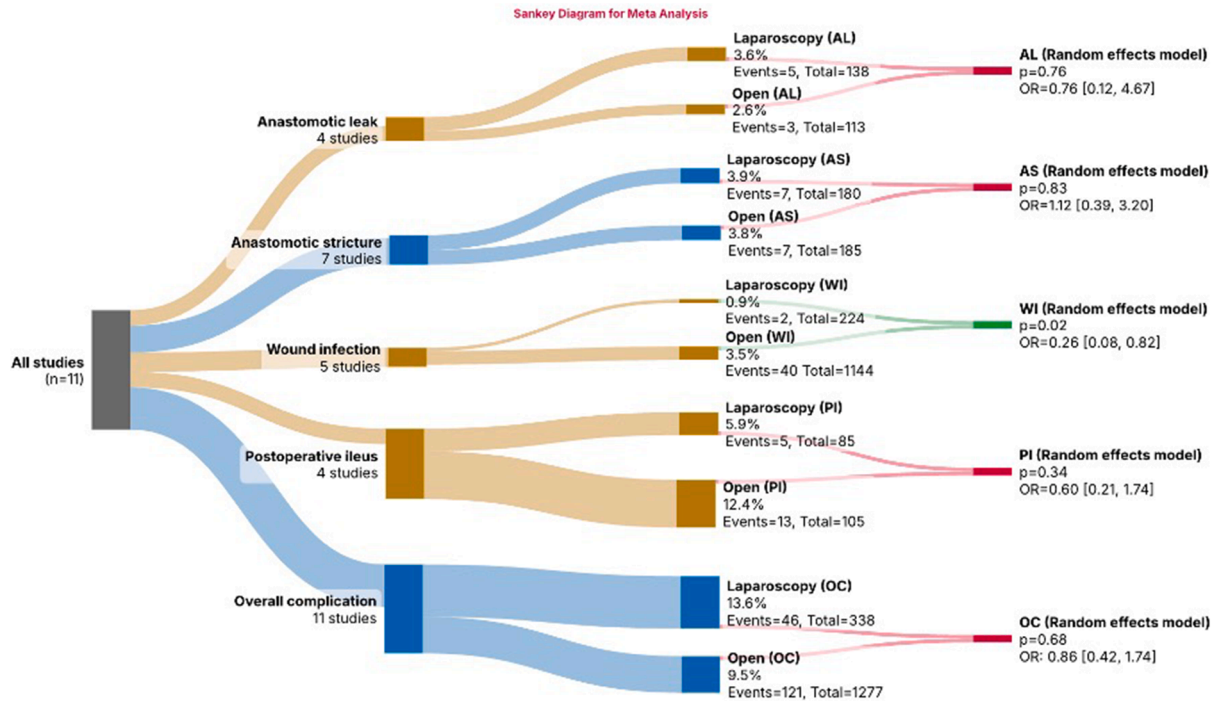 Sankey Diagram for Meta Analysis
All studies
(n=11)
Anastomotic leak
4 studies
Laparoscopy (AL)
3.6%
Events=5, Total=138
Open (AL)
2.6%
Events=3, Total=113
AL (Random effects model)
p=0.76
OR=0.76 [0.12, 4.67]
Anastomotic stricture
7 studies
Laparoscopy (AS)
3.9%
Events=7, Total=180
Open (AS)
3.8%
Events=7, Total=185
AS (Random effects model)
p=0.83
OR=1.12 [0.39, 3.20]
Wound infection
5 studies
Laparoscopy (WI)
0.9%
Events=2, Total=224
Open (WI)
3.5%
Events=40 Total=1144
WI (Random effects model)
p=0.02
OR=0.26 [0.08, 0.82]
Postoperative ileus
4 studies
Laparoscopy (PI)
5.9%
Events=5, Total=85
Open (PI)
12.4%
Events=13, Total=105
PI (Random effects model)
p=0.34
OR=0.60 [0.21, 1.74]
Overall complication
11 studies
Laparoscopy (OC)
13.6%
Events=46, Total=338
Open (OC)
9.5%
Events=121, Total=1277
OC (Random effects model)
p=0.68
OR: 0.86 [0.42, 1.74]